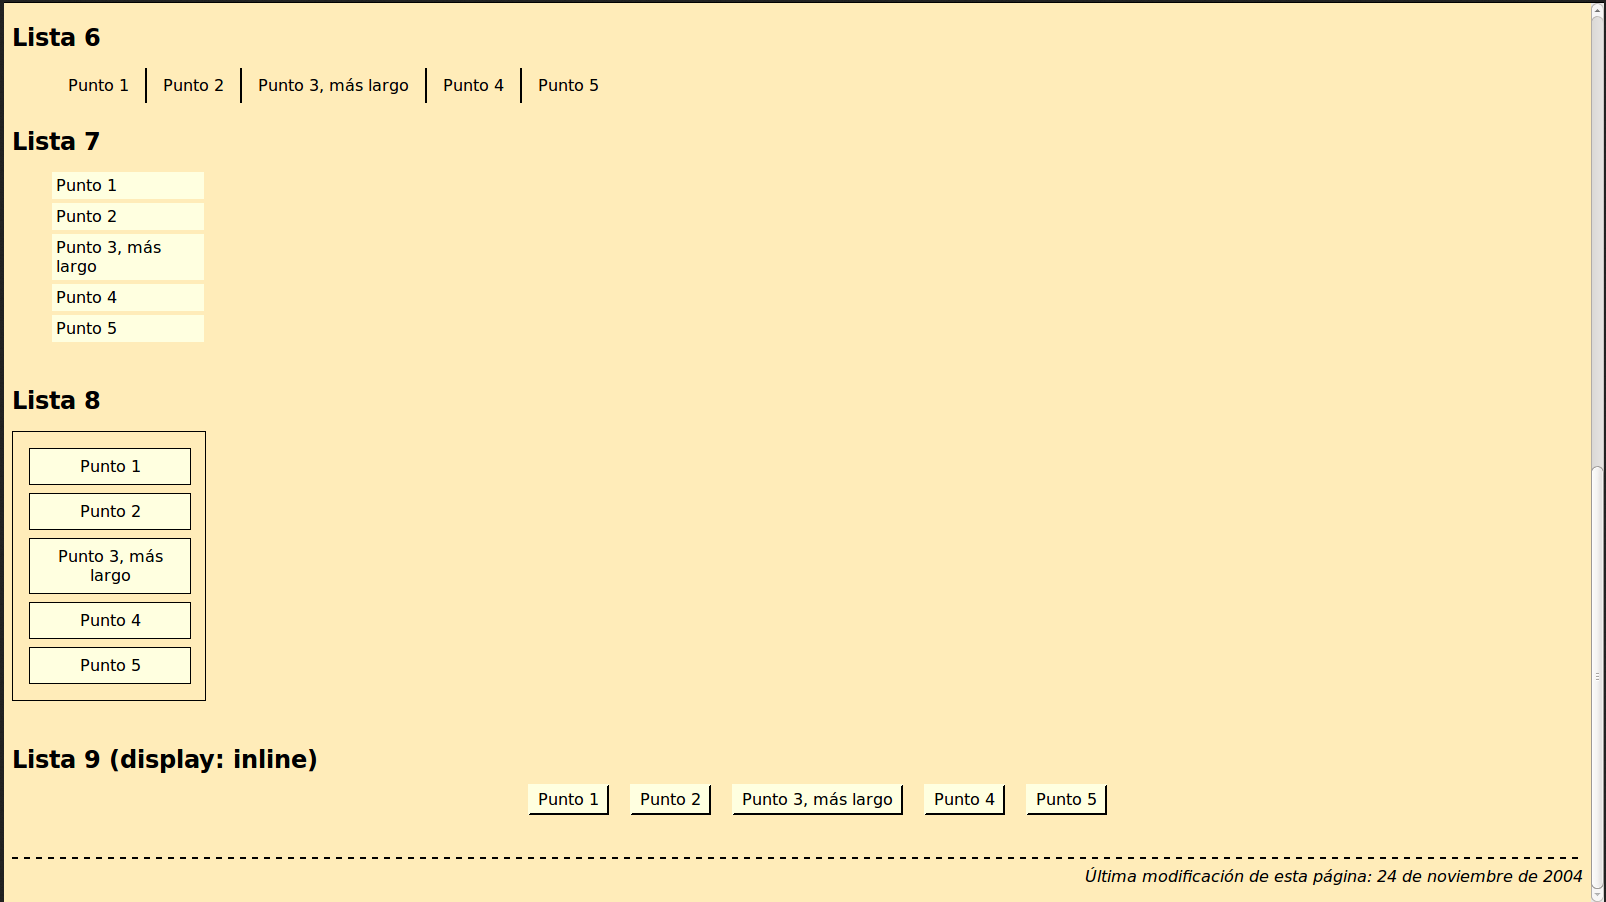 Lista 6
Punto 1 Punto 2 Punto 3, más largo Punto 4 Punto 5
Lista 7
Punto 1
Punto 2
Punto 3, más
largo
Punto 4
Punto 5
Lista 8
Punto 1
Punto 2
Punto 3, más
largo
Punto 4
Punto 5
Lista 9 (display: inline)
Punto 1 Punto 2 Punto 3, más largo Punto 4 Punto 5
Última modificación de esta página: 24 de noviembre de 2004